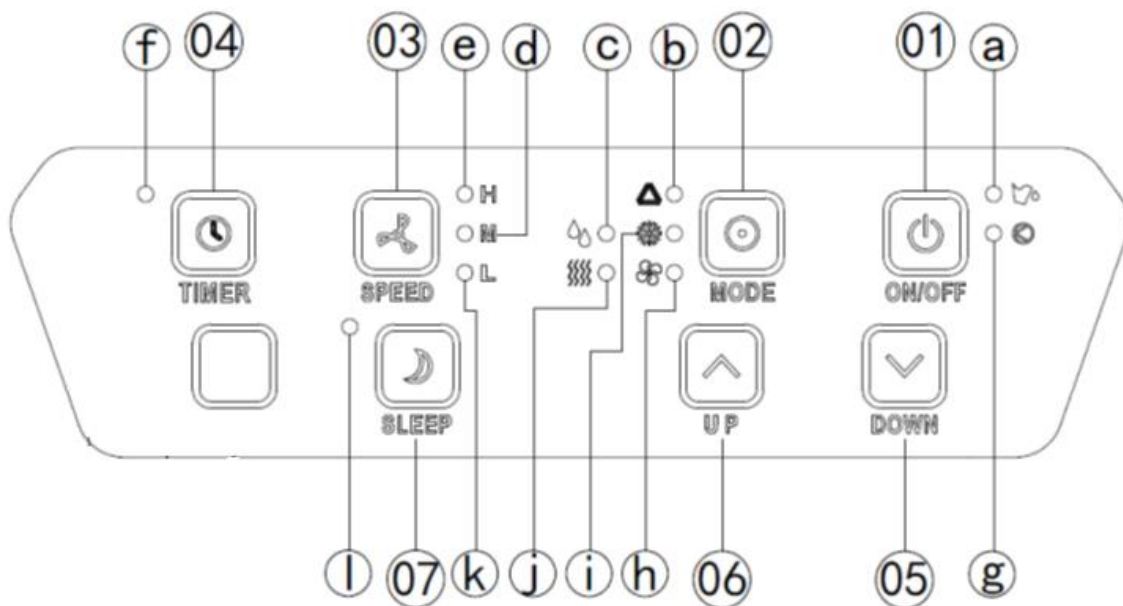 f 04 03 e d c b 02 01 a
H
M
L
TIMER SPEED MODE ON/OFF
SLEEP UP DOWN
l 07 k j i h 06 05 g